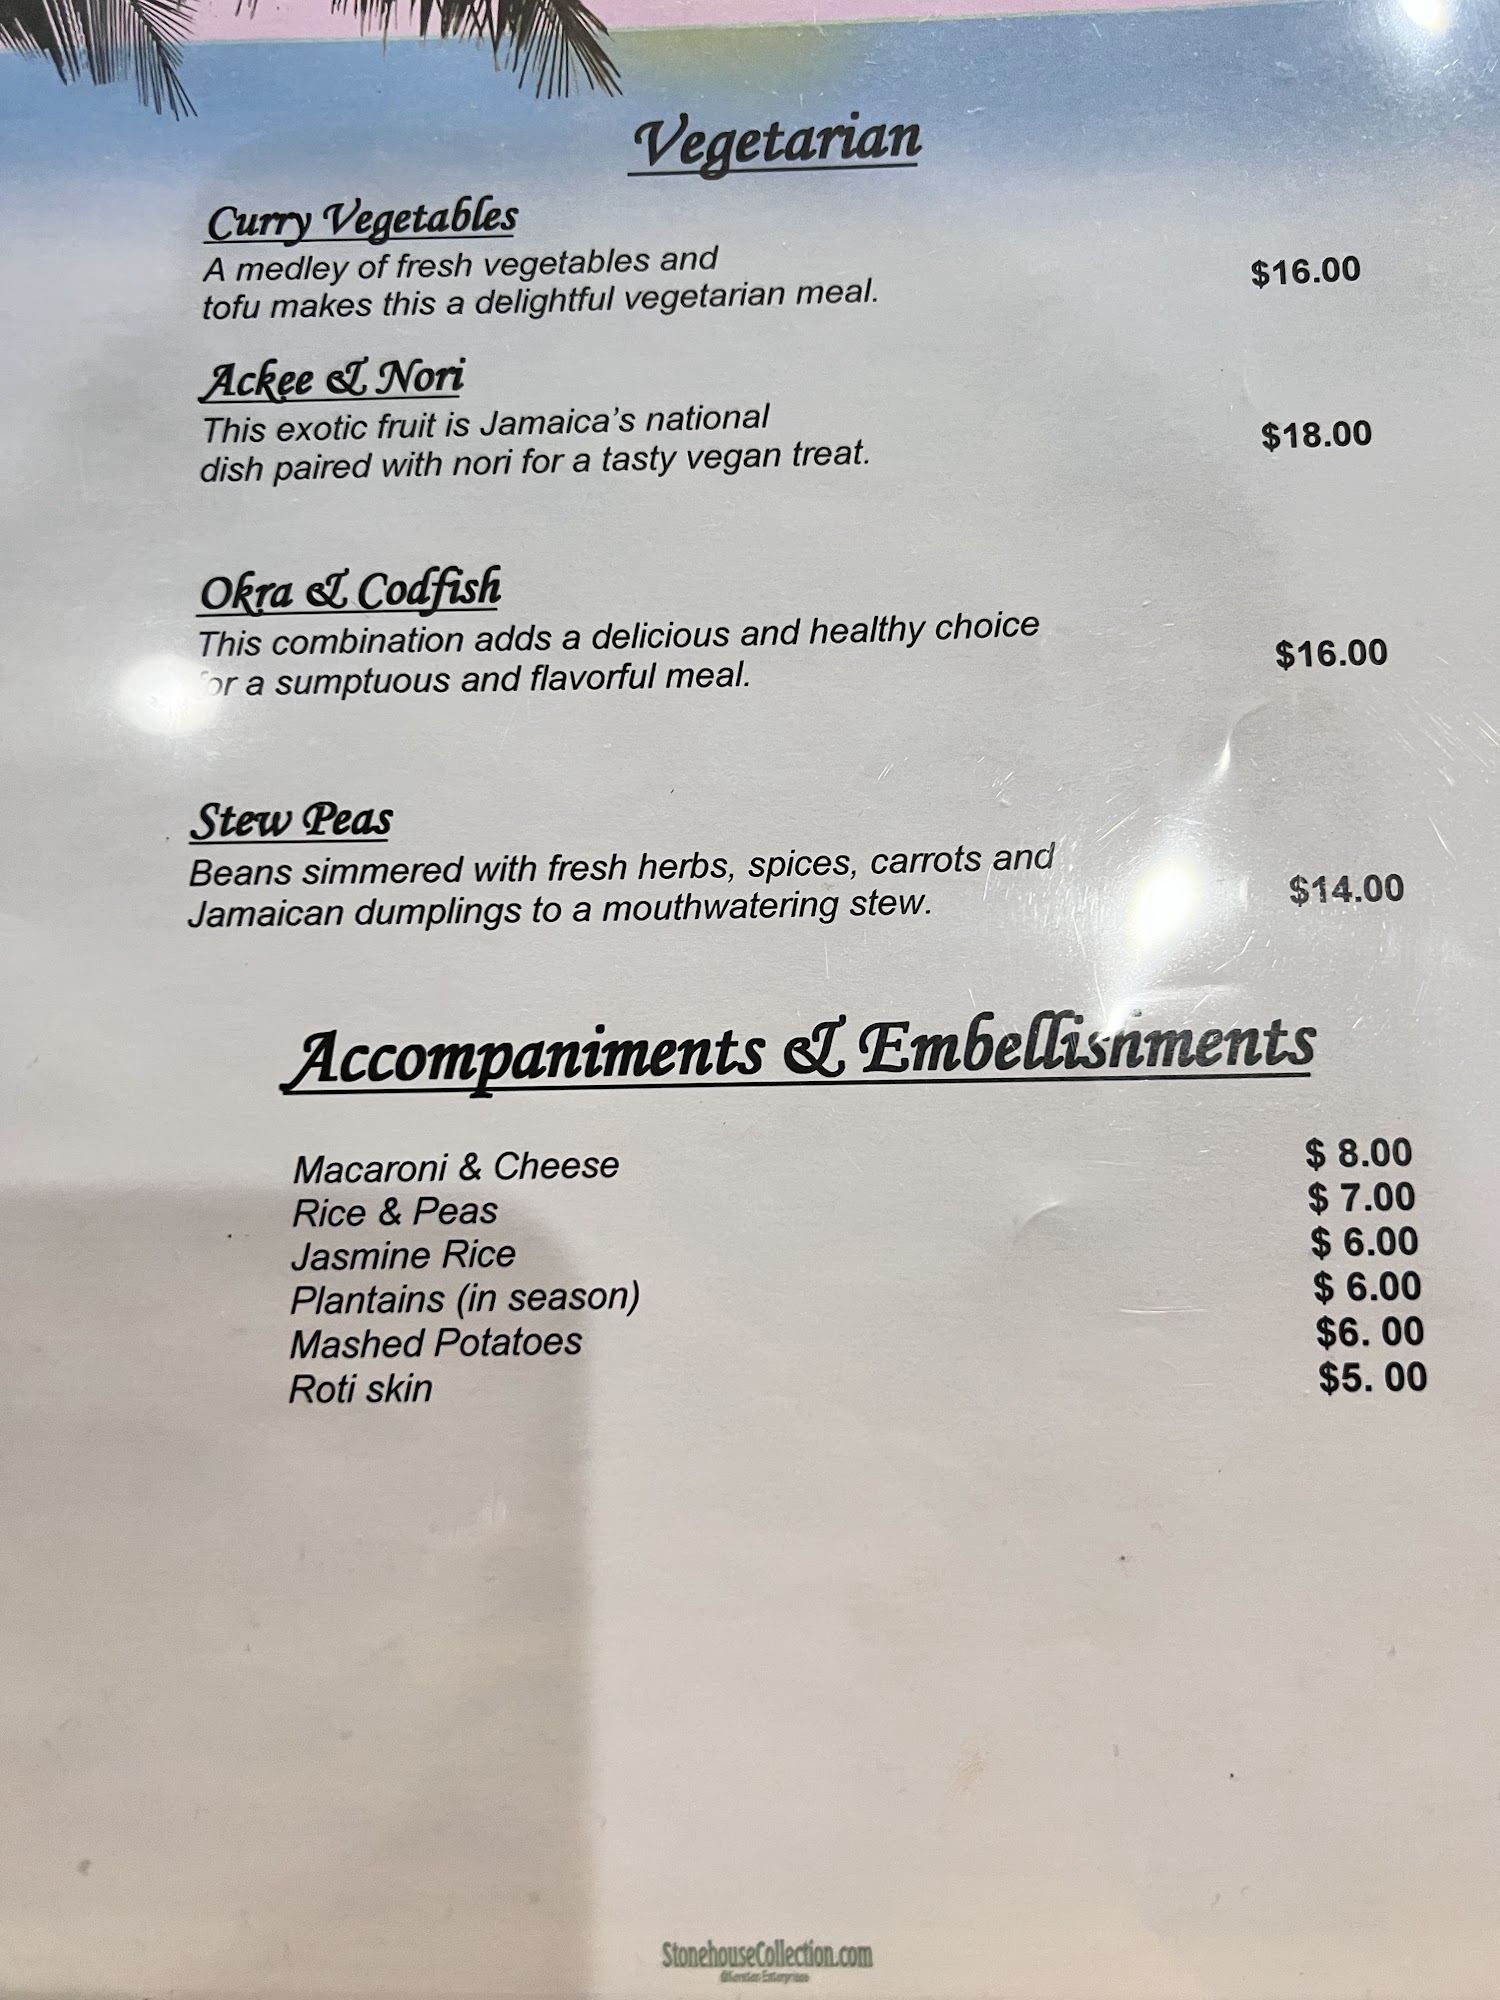 Vegetarian
Curry Vegetables
A medley of fresh vegetables and
tofu makes this a delightful vegetarian meal.
$16.00
Ackee & Nori
This exotic fruit is Jamaica's national
dish paired with nori for a tasty vegan treat.
$18.00
Okra & Codfish
This combination adds a delicious and healthy choice
for a sumptuous and flavorful meal.
$16.00
Stew Peas
Beans simmered with fresh herbs, spices, carrots and
Jamaican dumplings to a mouthwatering stew.
$14.00
Accompaniments & Embellishments
Macaroni & Cheese $ 8.00
Rice & Peas $ 7.00
Jasmine Rice $ 6.00
Plantains (in season) $ 6.00
Mashed Potatoes $6. 00
Roti skin $5. 00
StonehouseCollection.com